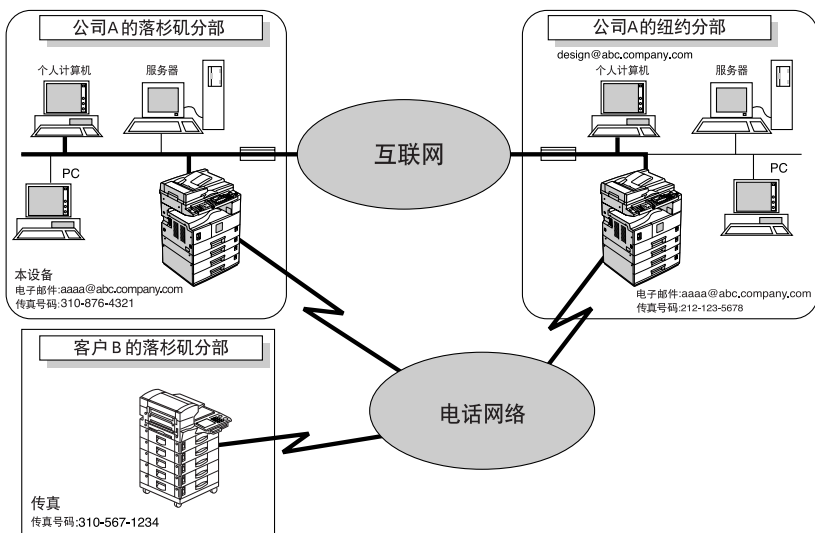 公司A的落杉矶分部
个人计算机
服务器
PC
本设备
电子邮件:aaaa@abc.company.com
传真号码:310-876-4321
互联网
公司A的纽约分部
design@abc.company.com
个人计算机
服务器
PC
电子邮件:aaaa@abc.company.com
传真号码:212-123-5678
客户B的落杉矶分部
传真
传真号码:310-567-1234
电话网络